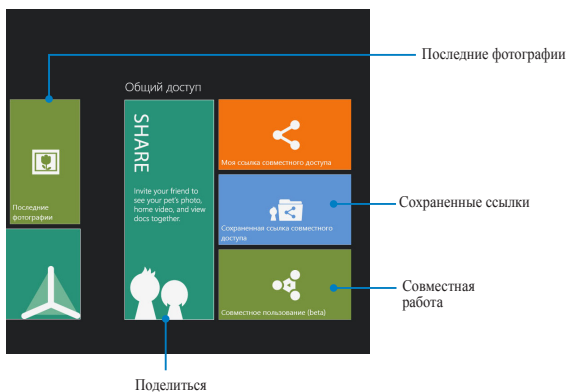 Последние фотографии
Общий доступ
SHARE
Invite your friend to
see your pet's photo,
home video, and view
docs together.
Моя ссылка совместного доступа
Последние
фотографии
Сохраненная ссылка совместного
доступа
Совместное пользование (beta)
Сохраненные ссылки
Совместная
работа
Поделиться